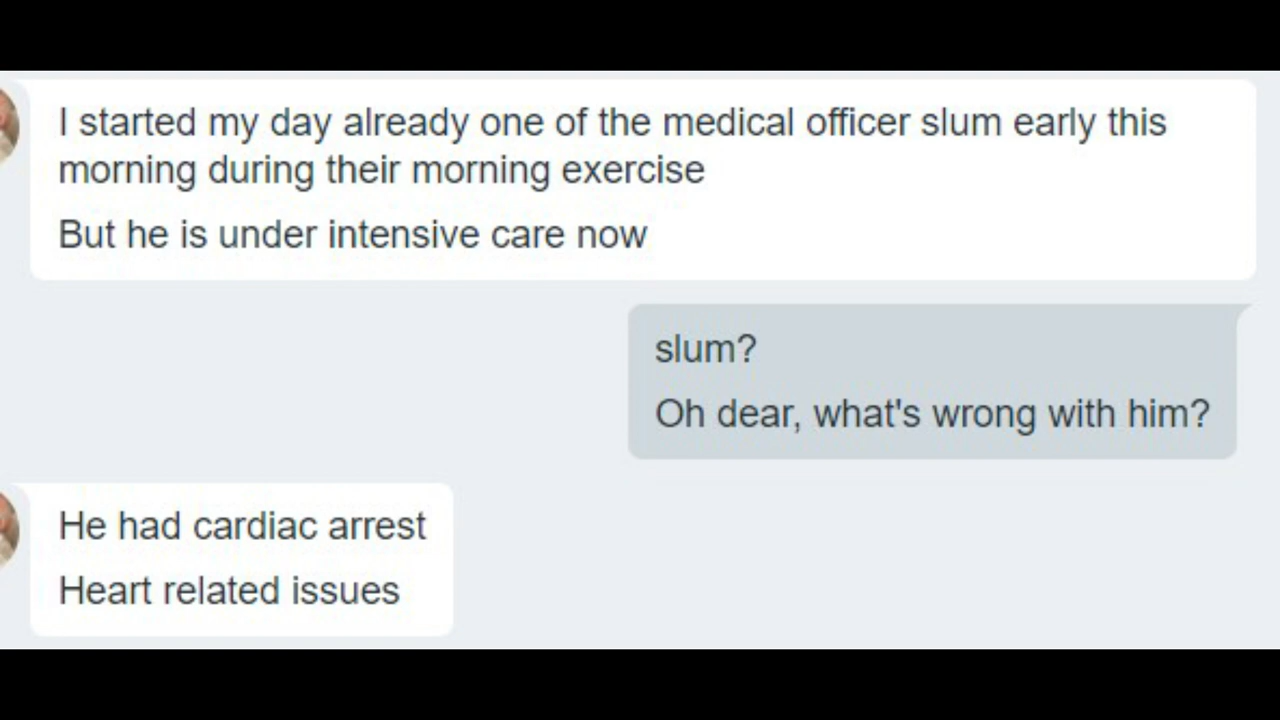 I started my day already one of the medical officer slum early this
morning during their morning exercise
But he is under intensive care now
slum?
Oh dear, what's wrong with him?
He had cardiac arrest
Heart related issues